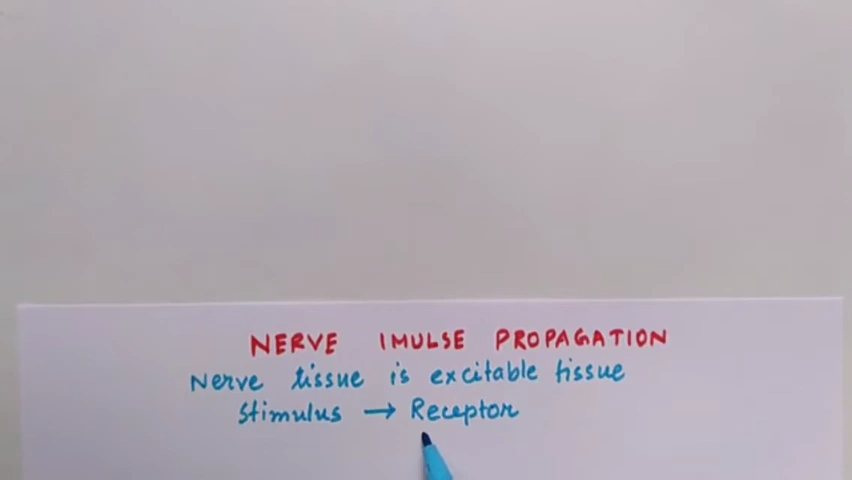 NERVE IMULSE PROPAGATION
Nerve tissue is excitable tissue
Stimulus → Receptor